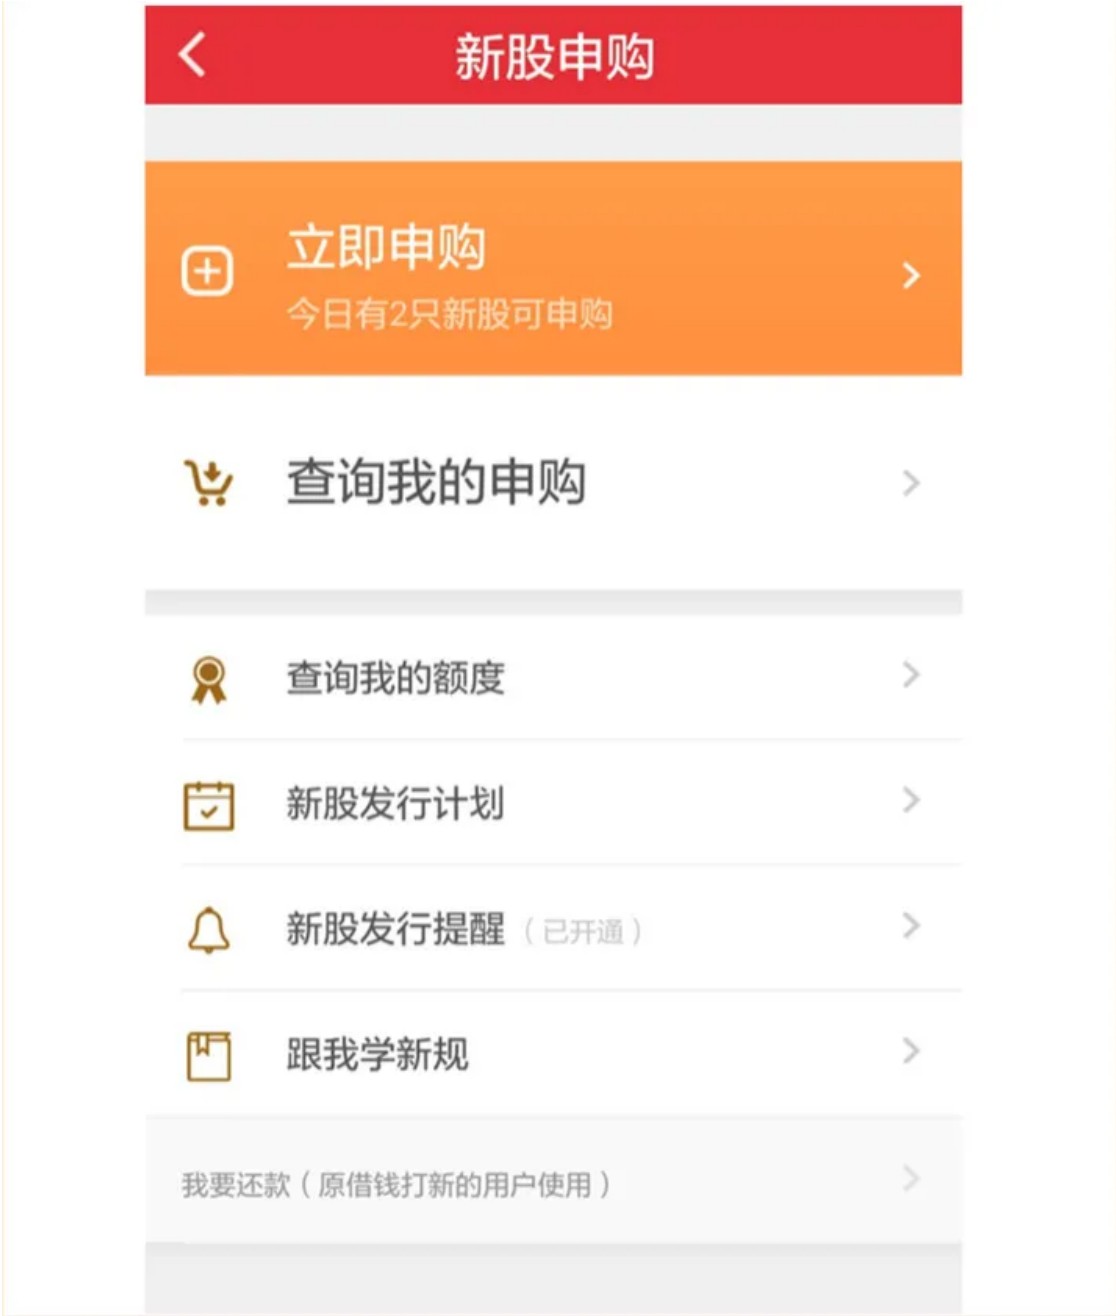 新股申购
立即申购
今日有2只新股可申购
查询我的申购
查询我的额度
新股发行计划
新股发行提醒（已开通）
跟我学新规
我要还款（原借钱打新的用户使用）